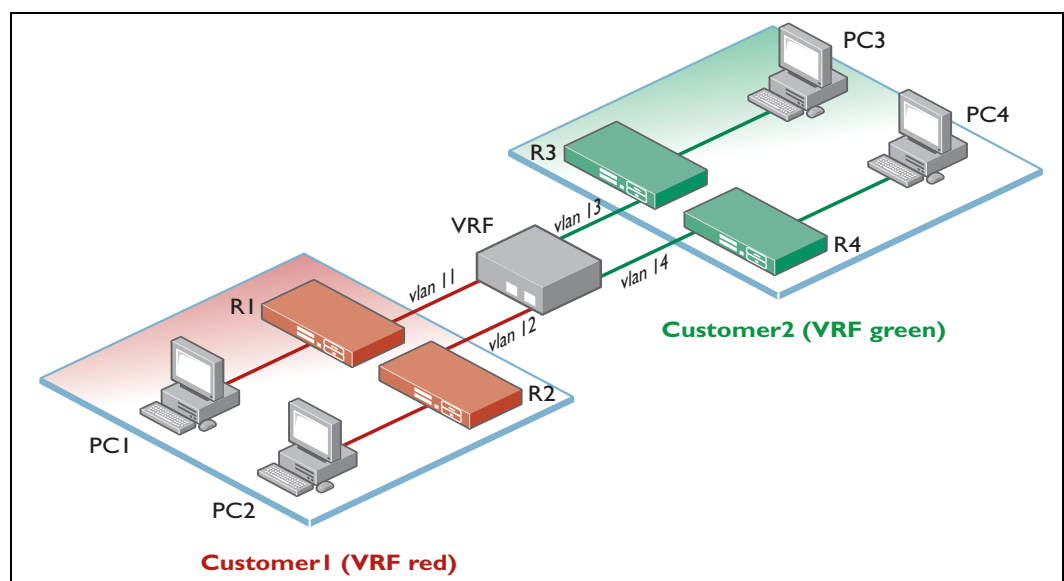 PC3
PC4
R3
vlan 13
VRF
R4
vlan 14
vlan 11
R1
Customer2 (VRF green)
vlan 12
R2
PC1
PC2
Customer1 (VRF red)